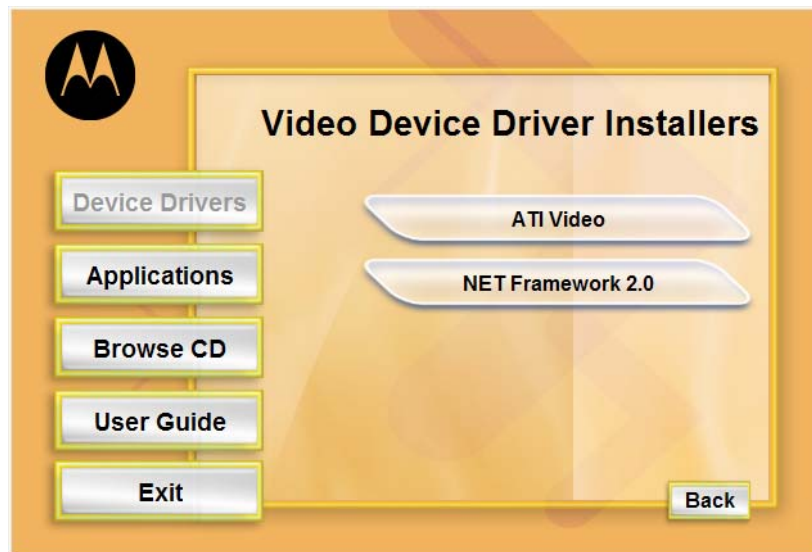 Video Device Driver Installers
Device Drivers
Applications
Browse CD
User Guide
Exit
ATI Video
NET Framework 2.0
Back